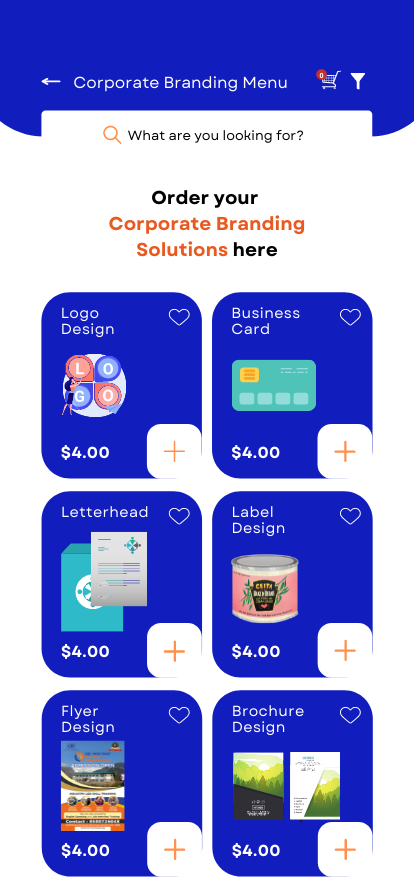 Corporate Branding Menu
0
What are you looking for?
Order your
Corporate Branding
Solutions here
Logo
Design
L O
G O
$4.00
Business
Card
$4.00
Letterhead
$4.00
Label
Design
$4.00
Flyer
Design
ADMISSION OPEN
$4.00
Brochure
Design
$4.00